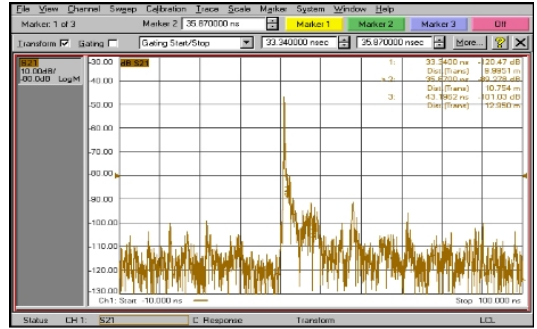 File View Channel Sweep Calibration Trace Scale Marker System Window Help
Marker: 1 of 3 Marker 2 35.870000 ns Marker 1 Marker 2 Marker 3 Off
Transform Gating Gating Start/Stop 33.340000 nsec 35.870000 nsec More... ?
S21
10.00dB/
-80.0dB LogM
-30.00 dB S21
-40.00
-50.00
-60.00
-70.00
-80.00
-90.00
-100.00
-110.00
-120.00
-130.00
1: 33.3400 ns -120.47 dB
Dist.(Trans) 9.9951 m
> 2: 35.8700 ns
Dist.(Trans) 10.754 m
3: -101.03 dB
Dist.(Trans) 12.950 m
Ch1: Start -10.000 ns Stop 100.000 ns
Status CH 1: S21 C Response Transform LCL